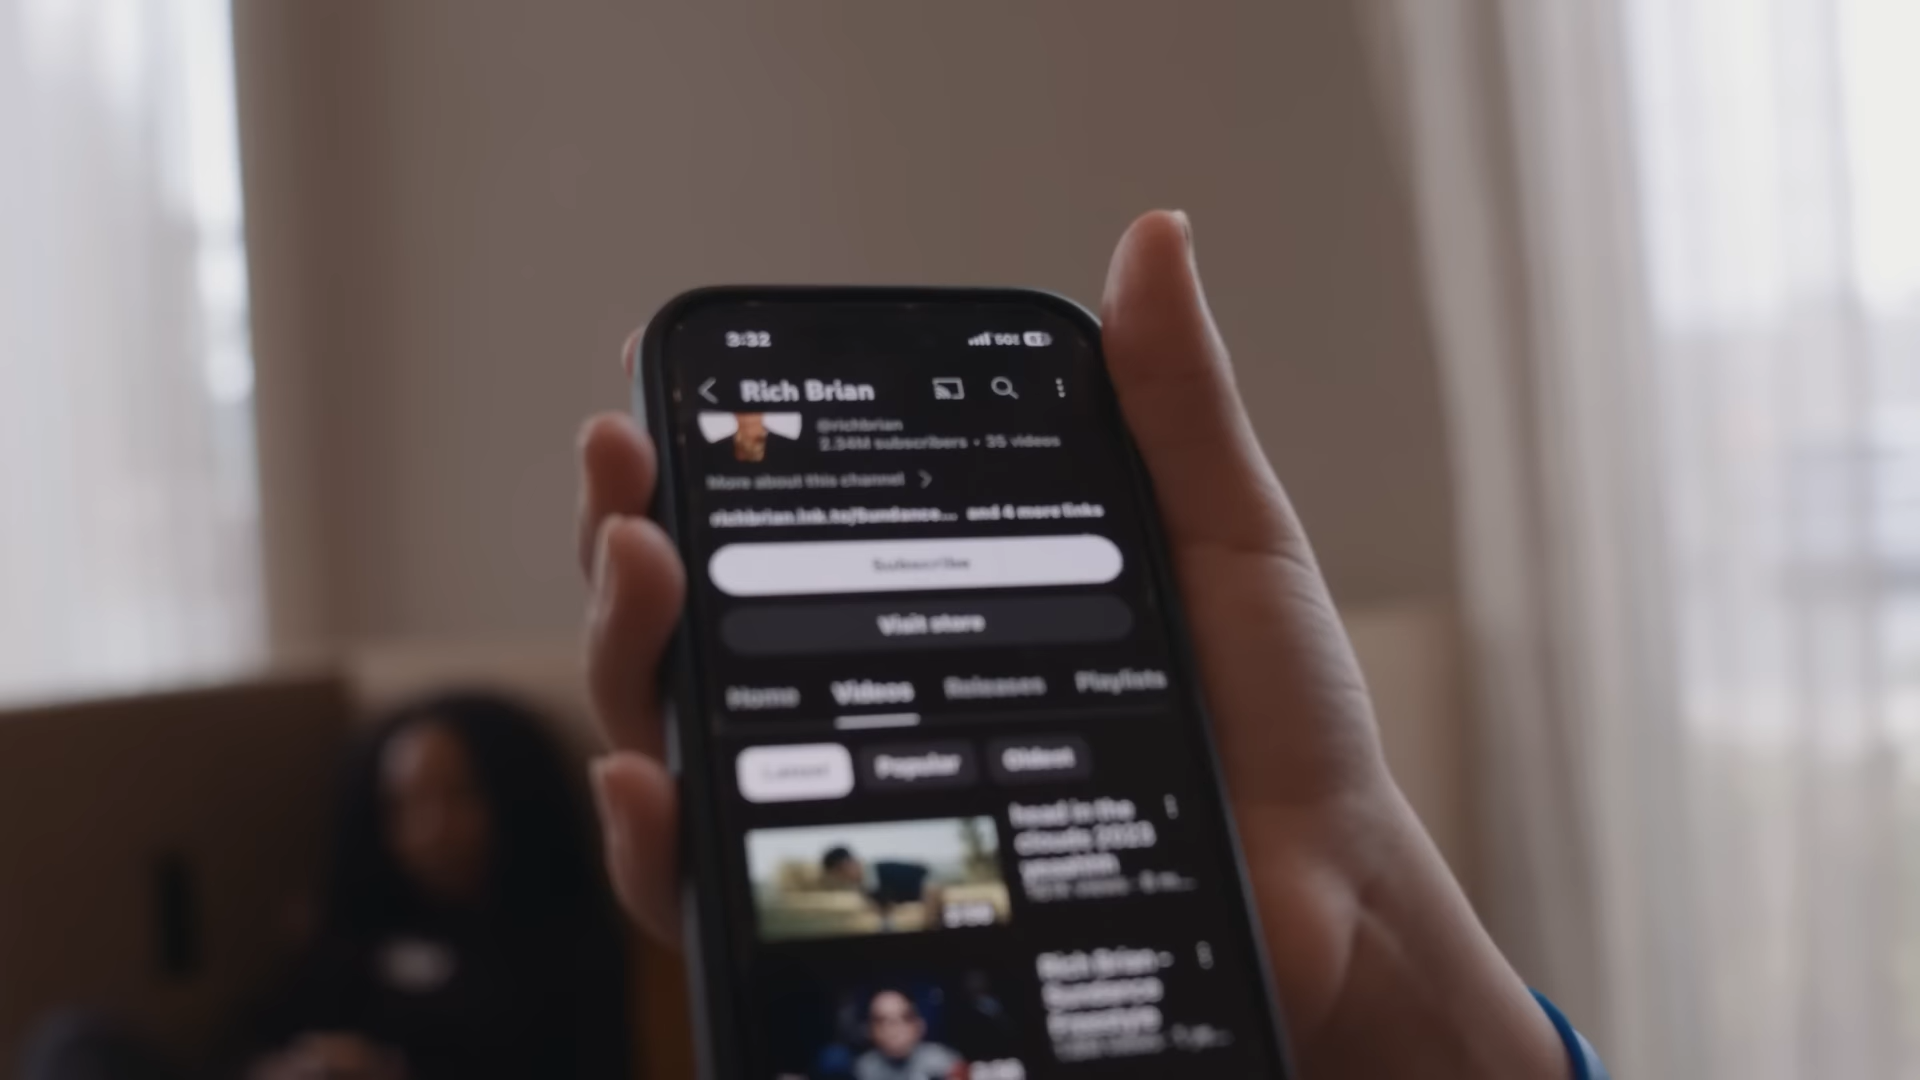 3:32
Rich Brian
@richbrian
2.34M subscribers • 35 videos
More about this channel
richbrian.lnk.to/Sundance... and 4 more links
Subscribe
Visit store
Home Videos Releases Playlists
Latest Popular Oldest
head in the
clouds 2023
Rich Brian -
Sundance
Freestyle